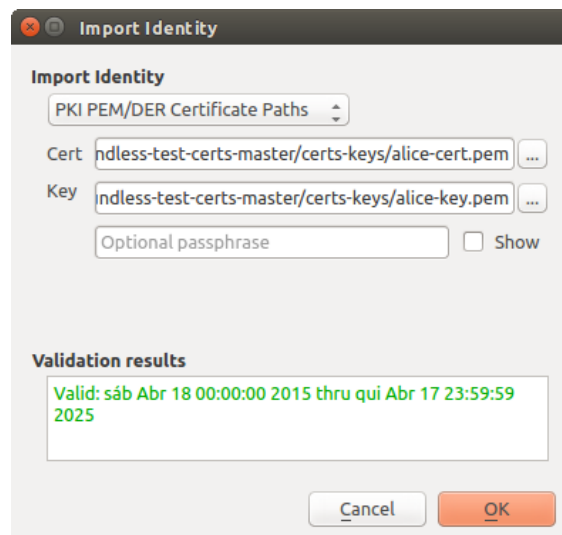 Import Identity
Import Identity
PKI PEM/DER Certificate Paths
Cert ndless-test-certs-master/certs-keys/alice-cert.pem ...
Key indless-test-certs-master/certs-keys/alice-key.pem ...
Optional passphrase Show
Validation results
Valid: sáb Abr 18 00:00:00 2015 thru qui Abr 17 23:59:59
2025
Cancel OK